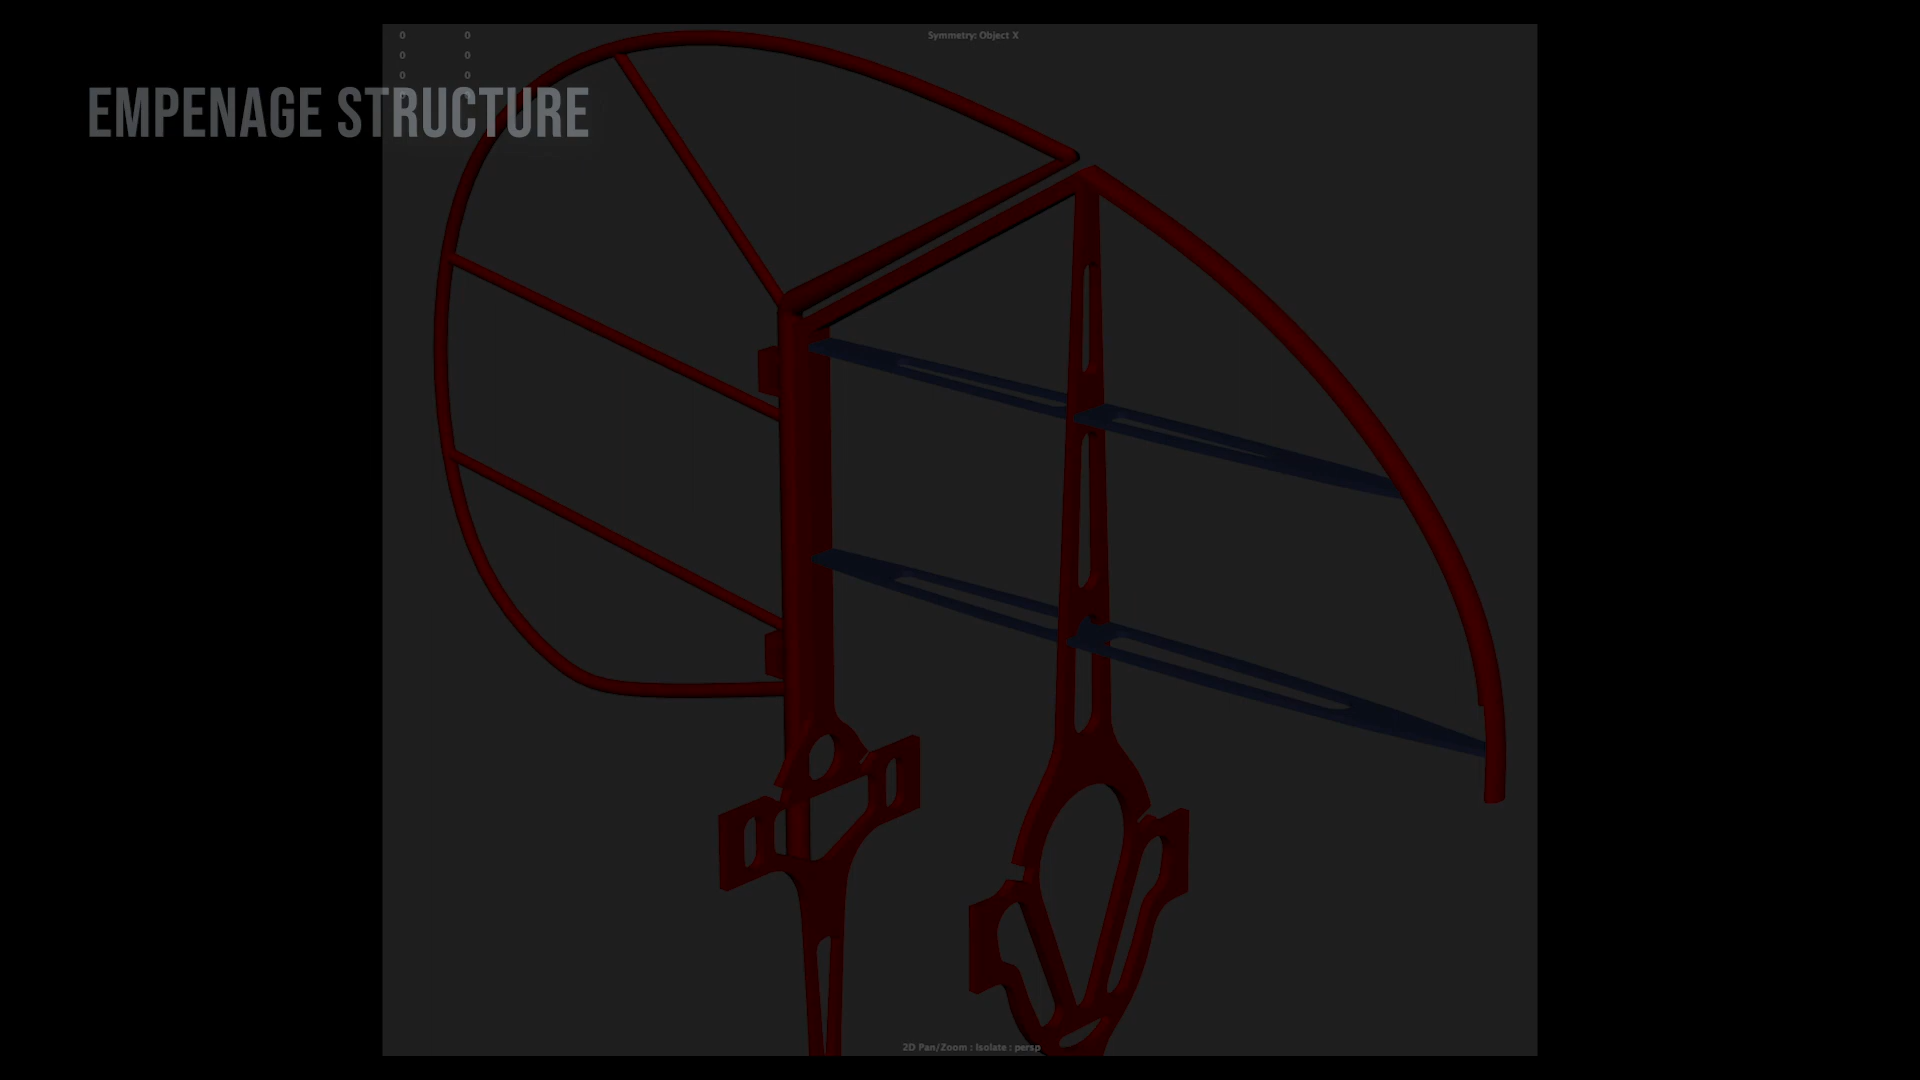 0 0
Symmetry: Object X
0 0
0 0
EMPENAGE STRUCTURE
2D Pan/Zoom : Isolate : persp